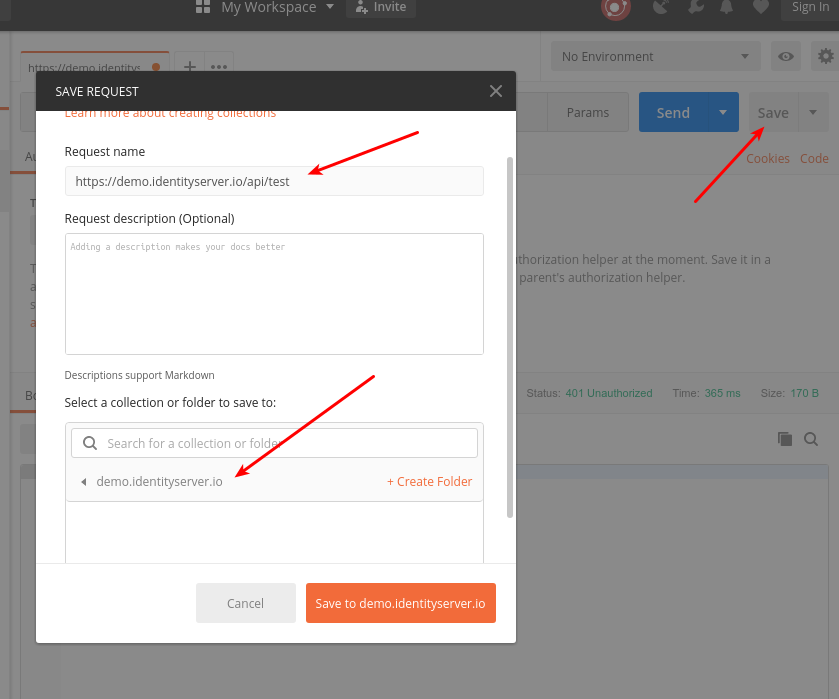 My Workspace
Invite
Sign In
https://demo.identitys
No Environment
SAVE REQUEST
Params
Send
Save
Learn more about creating collections
Cookies
Code
Request name
https://demo.identityserver.io/api/test
Request description (Optional)
Adding a description makes your docs better
uthorization helper at the moment. Save it in a
parent's authorization helper.
Descriptions support Markdown
Status: 401 Unauthorized
Time: 365 ms
Size: 170 B
Select a collection or folder to save to:
Search for a collection or folder
demo.identityserver.io
+ Create Folder
Cancel
Save to demo.identityserver.io